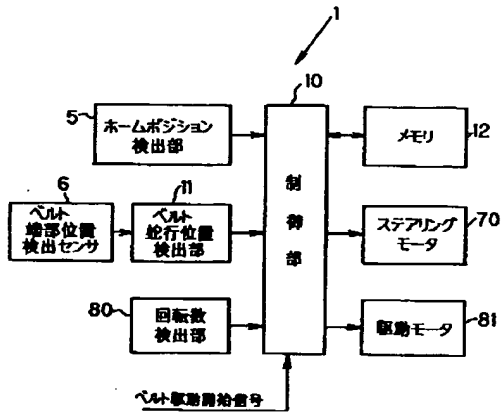 1
10
5
ホームポジション
検出部
メモリ
12
6
ベルト
端部位置
検出センサ
11
ベルト
蛇行位置
検出部
制
御
部
ステアリング
モータ
70
80
回転数
検出部
駆動モータ
81
ベルト駆動開始信号